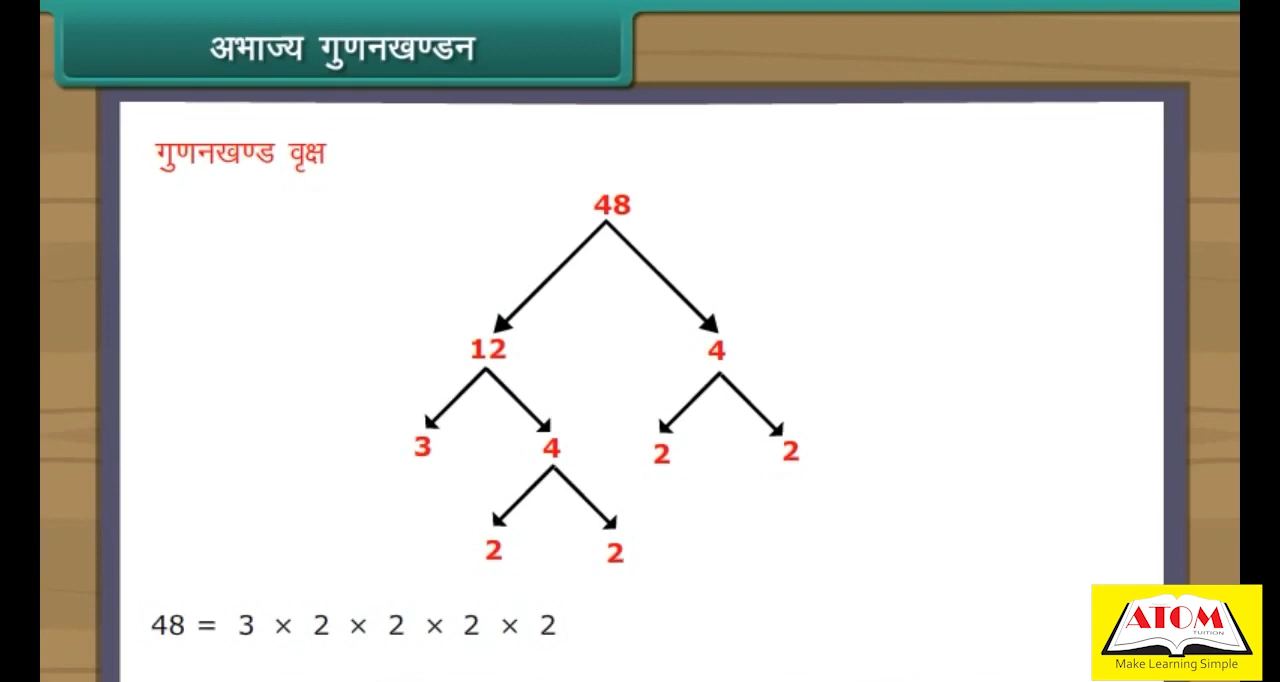 अभाज्य गुणनखण्डन
गुणनखण्ड वृक्ष
48
12 4
3 4 2 2
2 2
48 = 3 × 2 × 2 × 2 × 2
ATOM
TUITION
Make Learning Simple